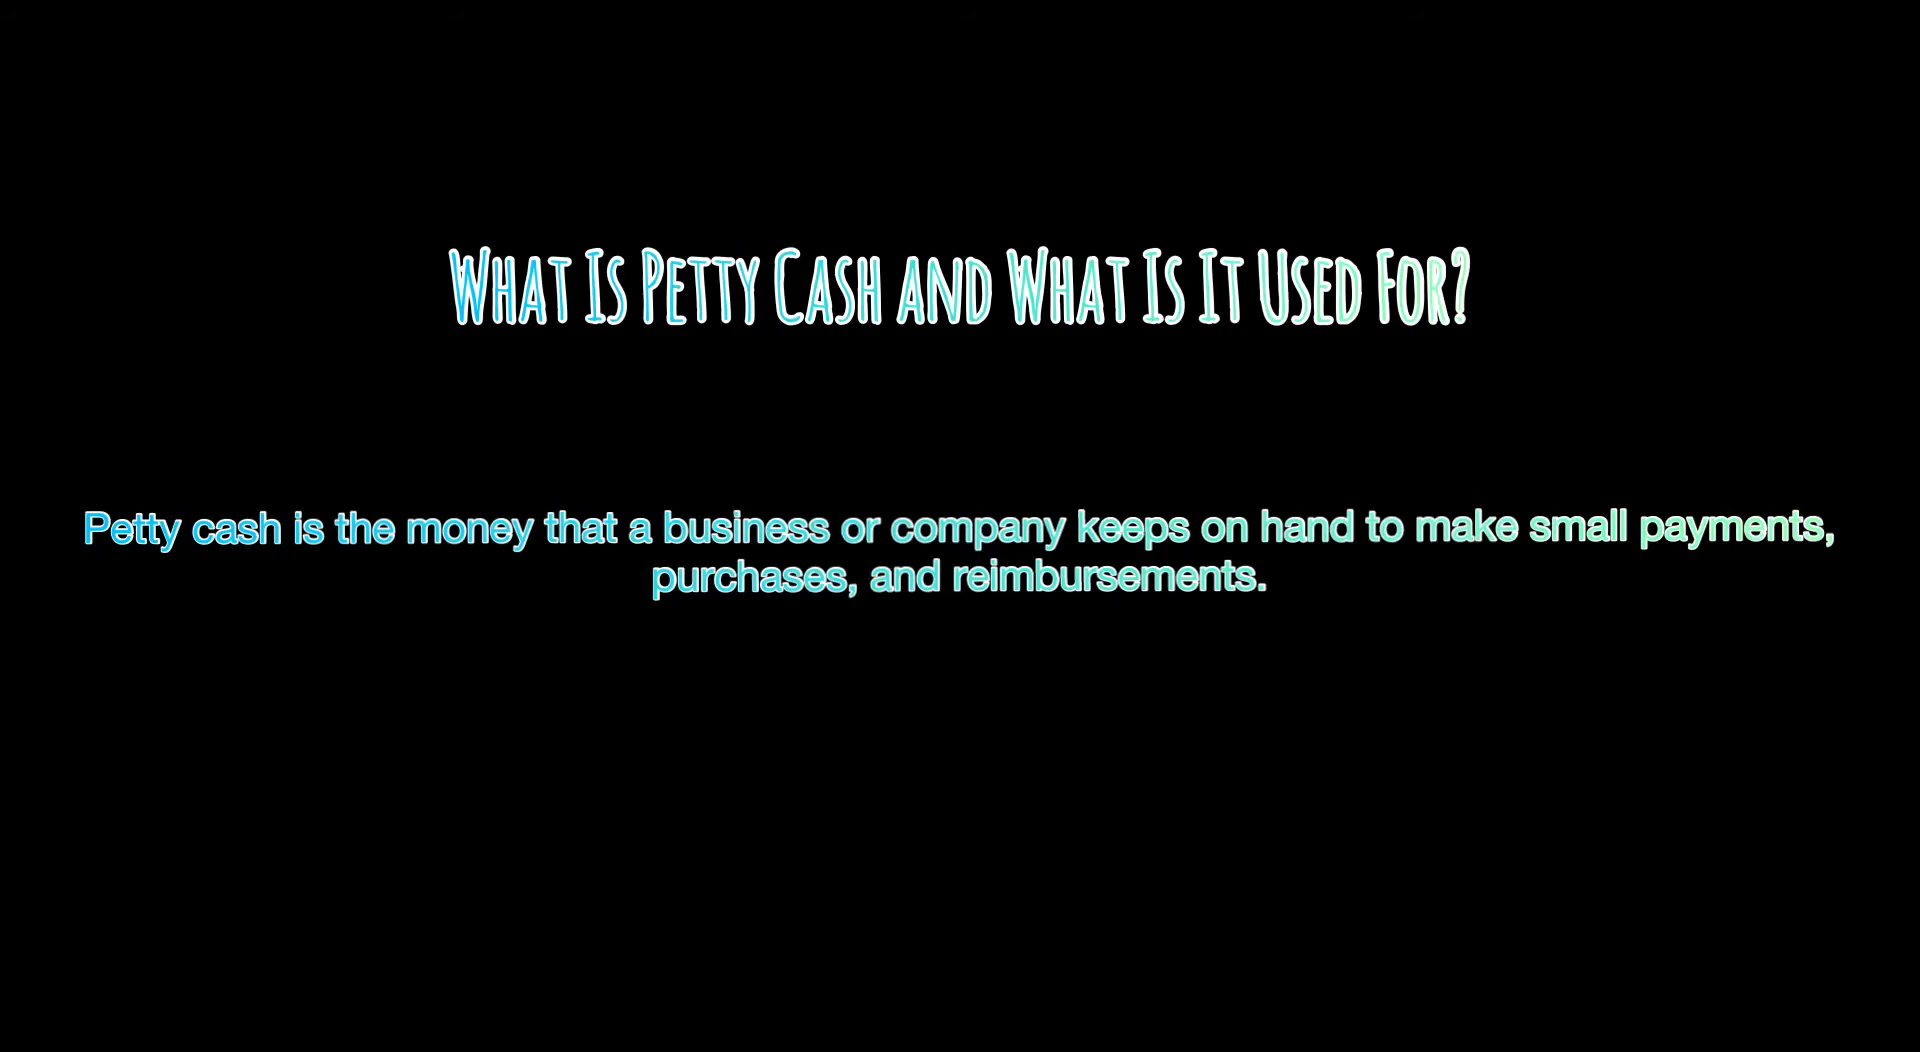 What Is Petty Cash and What Is It Used For?
Petty cash is the money that a business or company keeps on hand to make small payments,
purchases, and reimbursements.